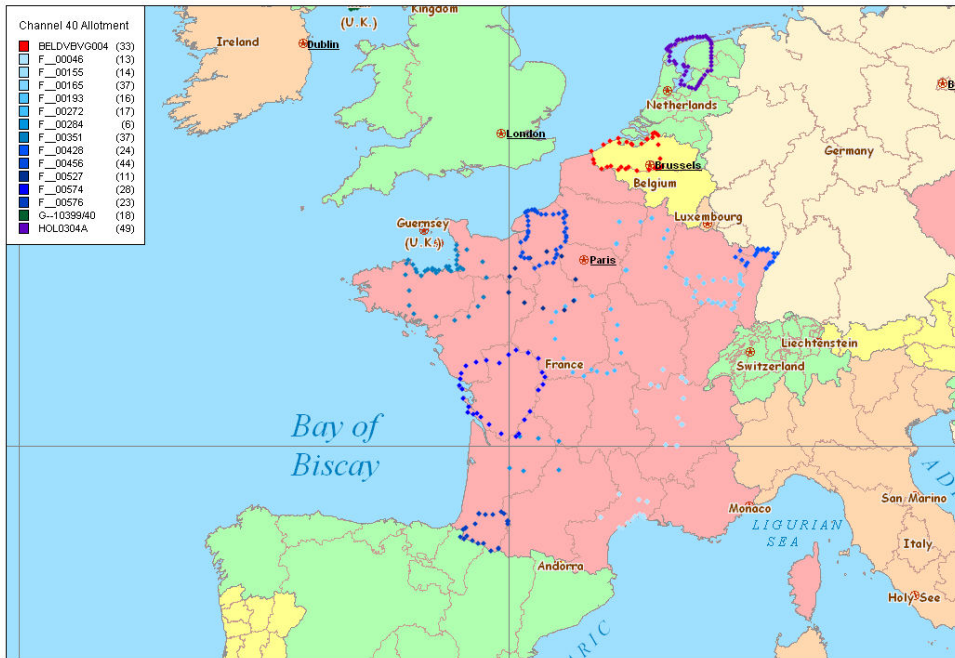 Channel 40 Allotment
BELDVBVG004 (33)
F__00046 (13)
F__00155 (14)
F__00165 (37)
F__00193 (16)
F__00272 (17)
F__00284 (6)
F__00351 (37)
F__00428 (24)
F__00456 (44)
F__00527 (11)
F__00574 (28)
F__00576 (23)
G--10399/40 (18)
HOL0304A (49)
Kingdom
(U.K.)
Ireland
Dublin
Netherlands
London
Germany
Brussels
Belgium
Luxembourg
Guernsey
(U.K.)
Paris
Liechtenstein
Switzerland
France
Bay of
Biscay
San Marino
Monaco
LIGURIAN
SEA
Italy
Andorra
Holy See